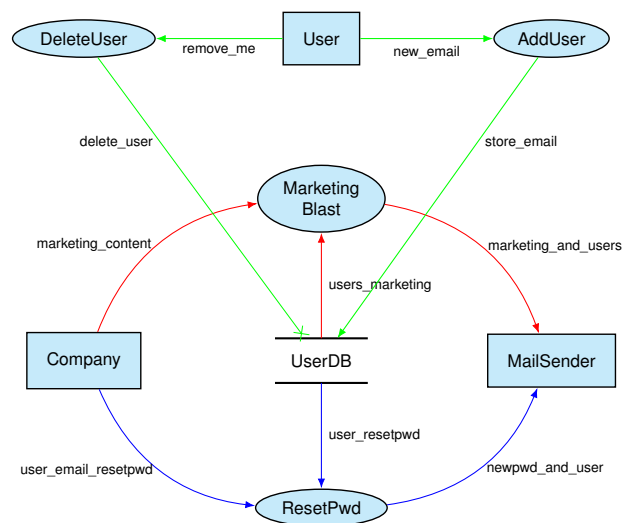 DeleteUser
User
AddUser
remove_me
new_email
delete_user
store_email
Marketing
Blast
marketing_content
marketing_and_users
users_marketing
Company
UserDB
MailSender
user_resetpwd
user_email_resetpwd
newpwd_and_user
ResetPwd